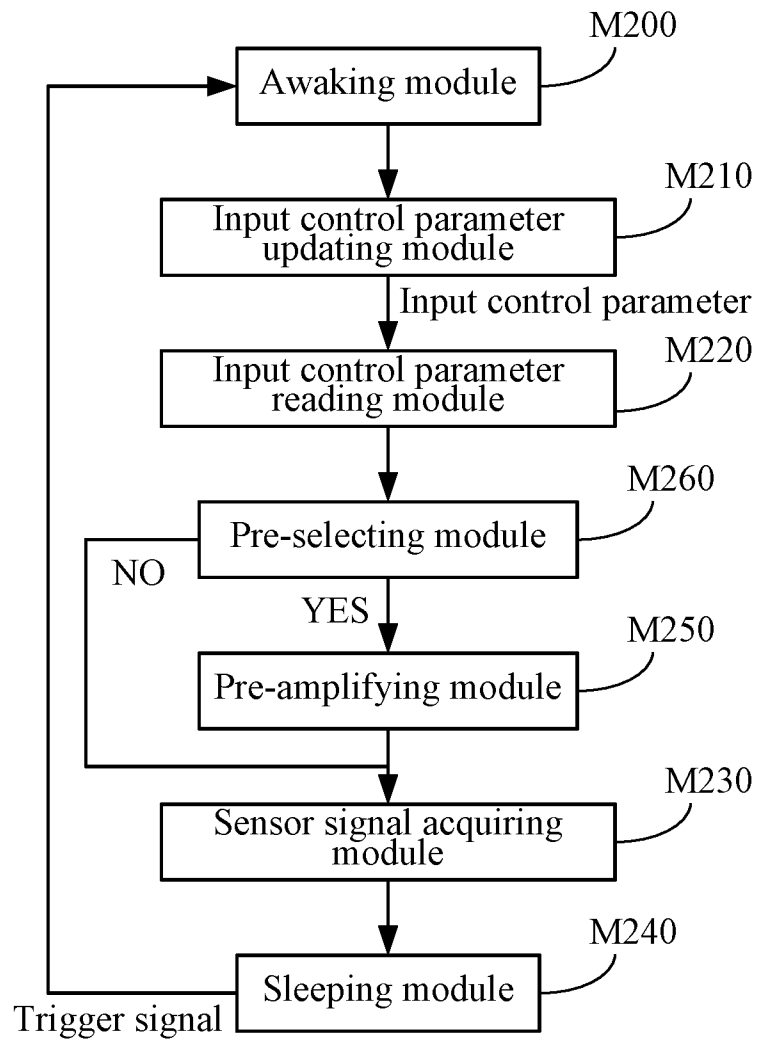 M200
Awaking module
M210
Input control parameter
updating module
Input control parameter
M220
Input control parameter
reading module
M260
Pre-selecting module
NO
YES
M250
Pre-amplifying module
M230
Sensor signal acquiring
module
M240
Sleeping module
Trigger signal